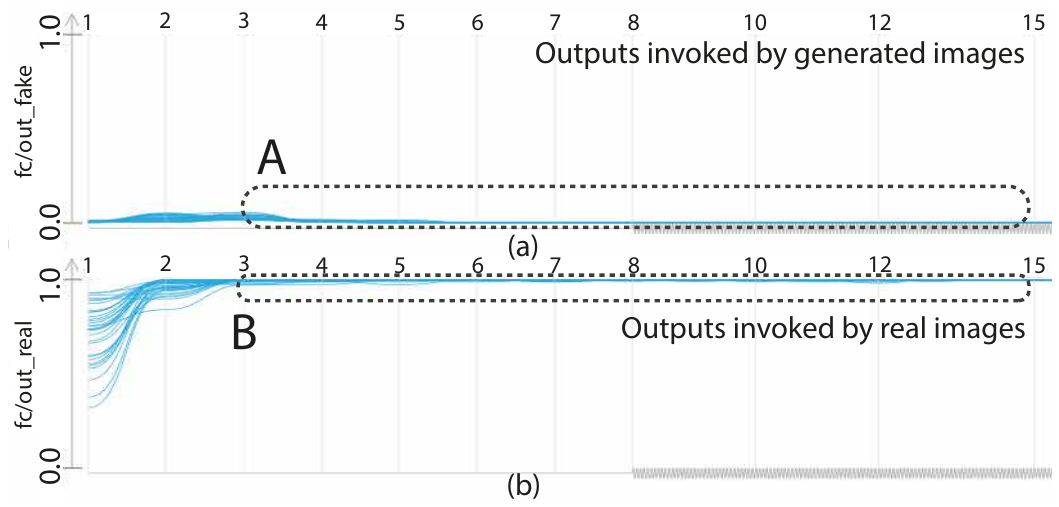 1 2 3 4 5 6 7 8 10 12 15
1.0
Outputs invoked by generated images
fc/out_fake
A
0.0
(a)
1 2 3 4 5 6 7 8 10 12 15
1.0
B
Outputs invoked by real images
fc/out_real
0.0
(b)